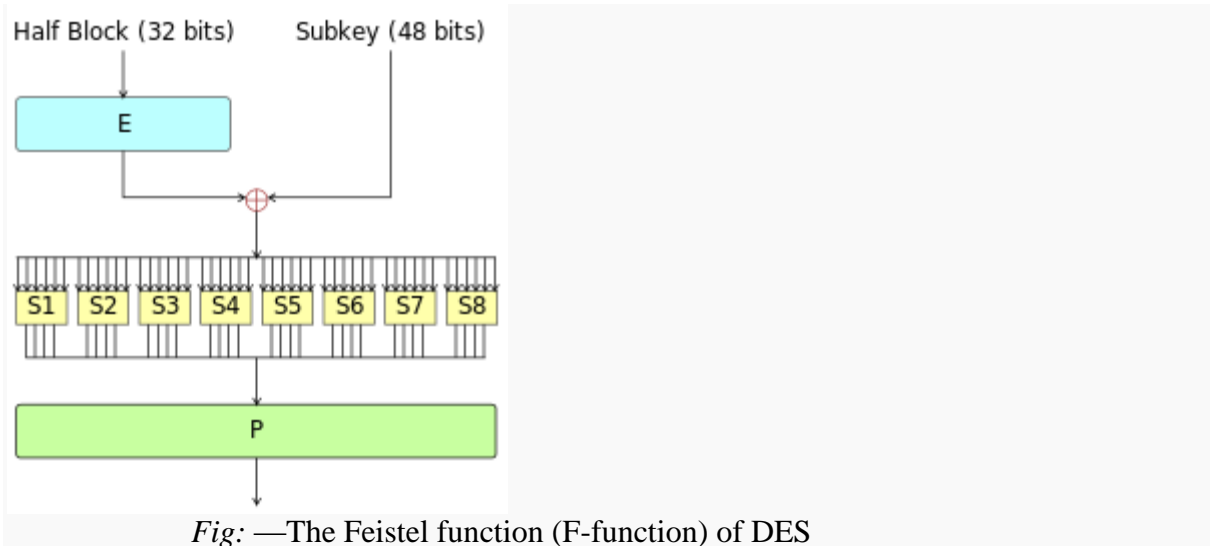 Half Block (32 bits) Subkey (48 bits)
E
S1 S2 S3 S4 S5 S6 S7 S8
P
Fig: —The Feistel function (F-function) of DES